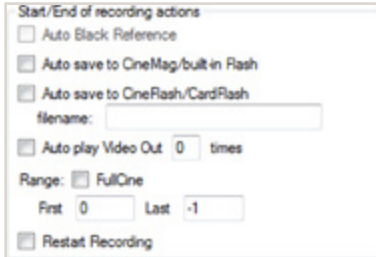 Start/End of recording actions
Auto Black Reference
Auto save to CineMag/built-in Flash
Auto save to CineFlash/CardFlash
filename:
Auto play Video Out 0 times
Range: FullCine
First 0 Last -1
Restart Recording